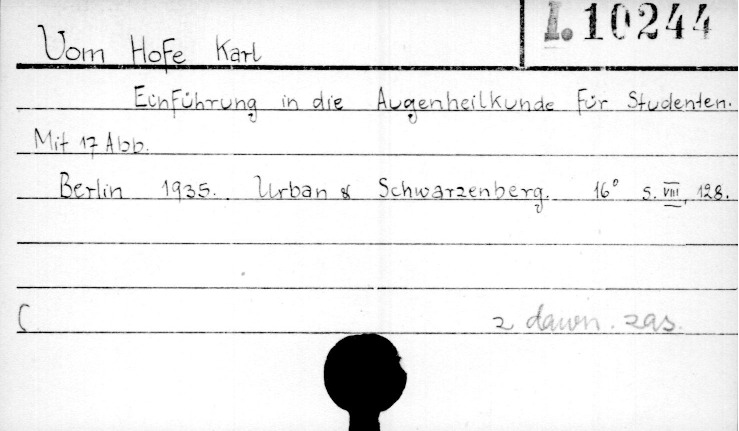 I. 10244
Vom Hofe Karl
Einführung in die Augenheilkunde für Studenten.
Mit 17 Abb.
Berlin 1935. Urban & Schwarzenberg. 16° s. VIII, 128.
z dawn. zas.